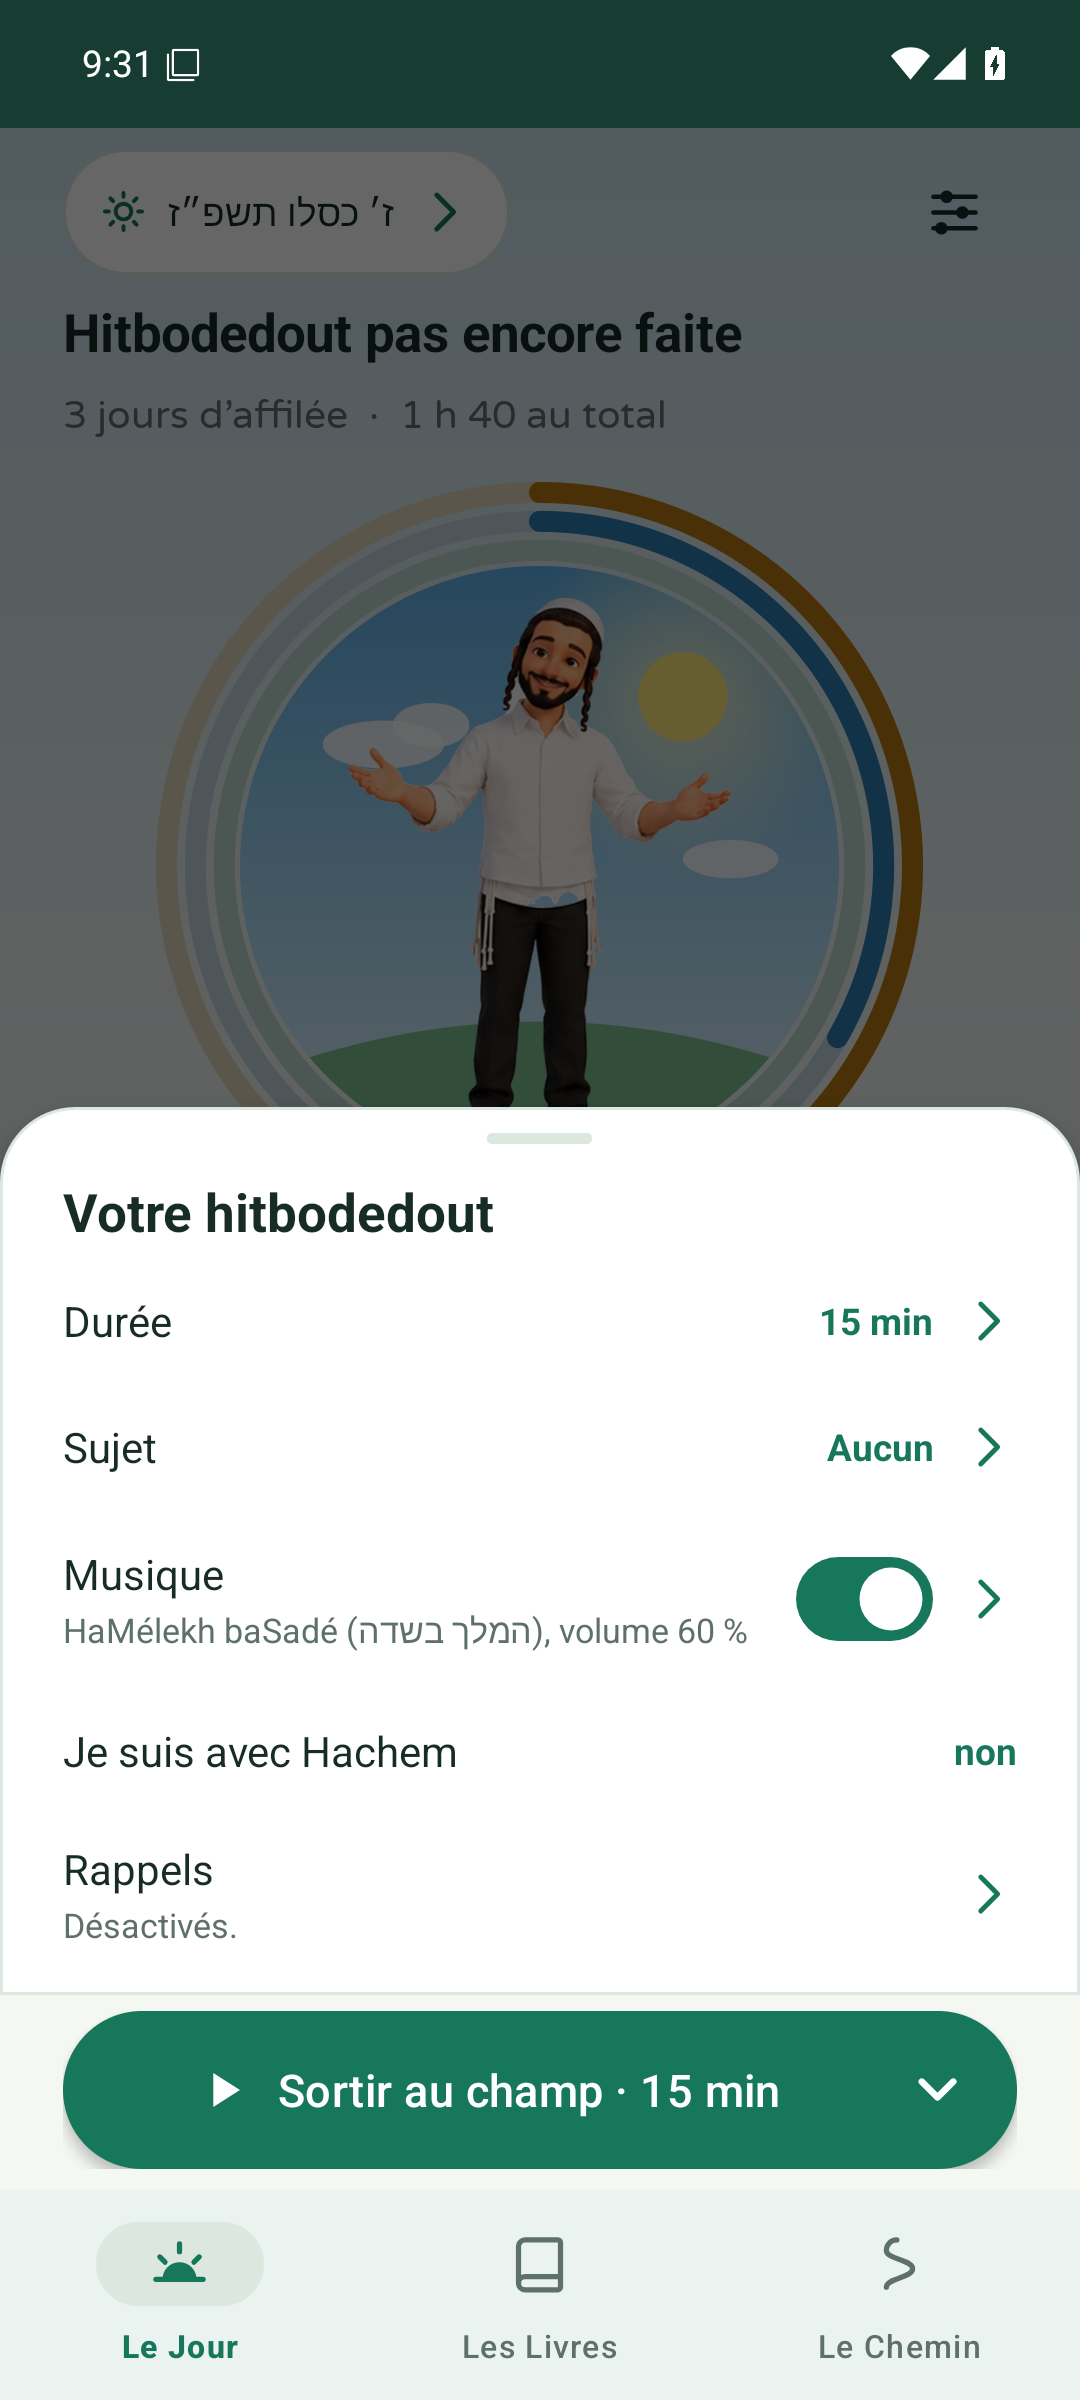 9:31
ז׳ כסלו תשפ״ז
Hitbodedout pas encore faite
3 jours d’affilée · 1 h 40 au total
Votre hitbodedout
Durée 15 min
Sujet Aucun
Musique
HaMélekh baSadé (המלך בשדה), volume 60 %
Je suis avec Hachem non
Rappels
Désactivés.
Sortir au champ · 15 min
Le Jour Les Livres Le Chemin